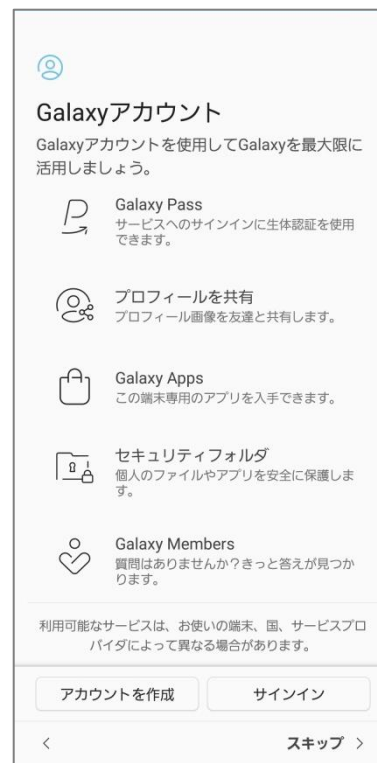 Galaxyアカウント
Galaxyアカウントを使用してGalaxyを最大限に
活用しましょう。
Galaxy Pass
サービスへのサインインに生体認証を使用
できます。
プロフィールを共有
プロフィール画像を友達と共有します。
Galaxy Apps
この端末専用のアプリを入手できます。
セキュリティフォルダ
個人のファイルやアプリを安全に保護しま
す。
Galaxy Members
質問はありませんか？きっと答えが見つか
ります。
利用可能なサービスは、お使いの端末、国、サービスプロ
バイダによって異なる場合があります。
アカウントを作成
サインイン
スキップ